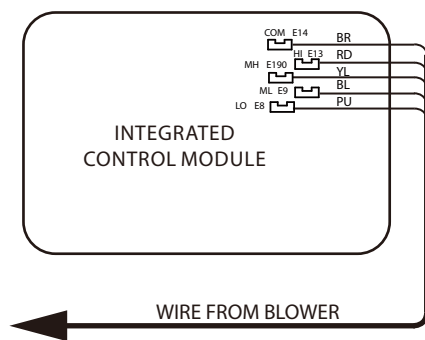 COM E14 BR
HI E13 RD
MH E190 YL
ML E9 BL
LO E8 PU
INTEGRATED
CONTROL MODULE
WIRE FROM BLOWER